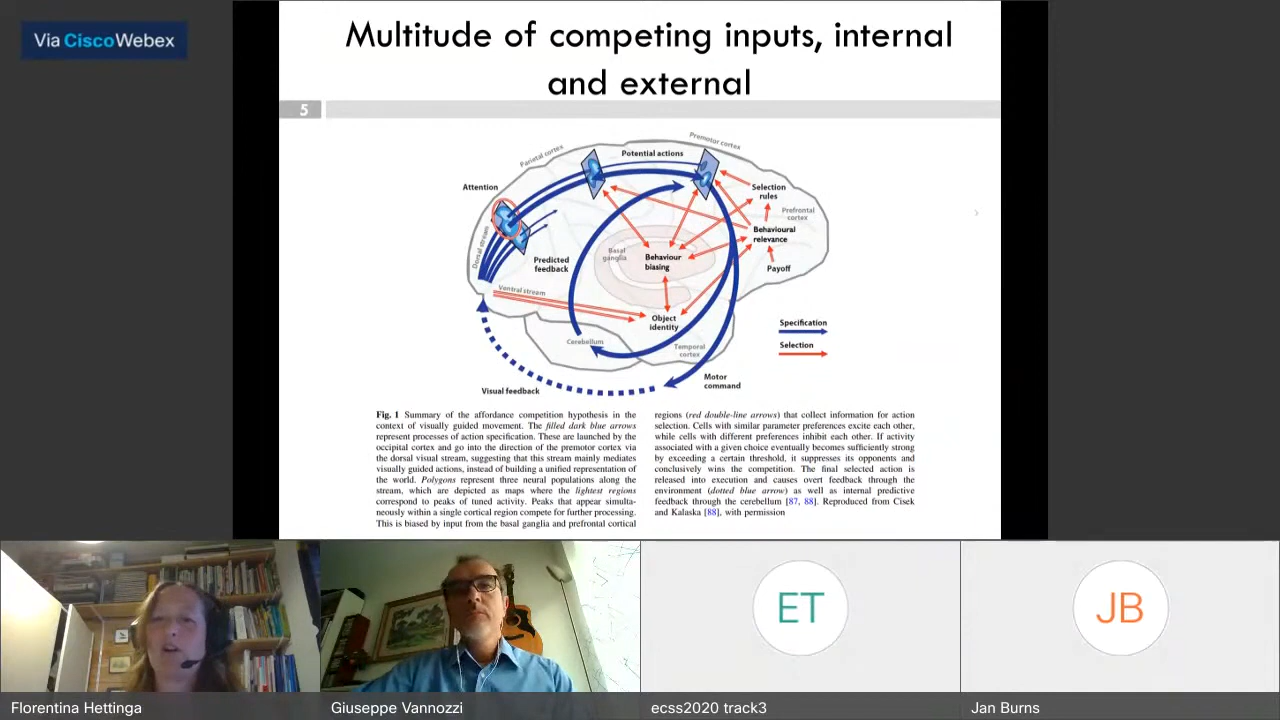 Via Cisco Webex
Multitude of competing inputs, internal
and external
5
Premotor cortex
Parietal cortex
Potential actions
Attention
Selection
rules
Prefrontal
cortex
Dorsal stream
Behavioural
relevance
Basal
ganglia
Behaviour
biasing
Predicted
feedback
Payoff
Ventral stream
Object
identity
Specification
Cerebellum
Temporal
cortex
Selection
Motor
command
Visual feedback
Fig. 1 Summary of the affordance competition hypothesis in the
context of visually guided movement. The filled dark blue arrows
represent processes of action specification. These are launched by the
occipital cortex and go into the direction of the premotor cortex via
the dorsal visual stream, suggesting that this stream mainly mediates
visually guided actions, instead of building a unified representation of
the world. Polygons represent three neural populations along the
stream, which are depicted as maps where the lightest regions
correspond to peaks of tuned activity. Peaks that appear simulta-
neously within a single cortical region compete for further processing.
This is biased by input from the basal ganglia and prefrontal cortical
regions (red double-line arrows) that collect information for action
selection. Cells with similar parameter preferences excite each other,
while cells with different preferences inhibit each other. If activity
associated with a given choice eventually becomes sufficiently strong
by exceeding a certain threshold, it suppresses its opponents and
conclusively wins the competition. The final selected action is
released into execution and causes overt feedback through the
environment (dotted blue arrow) as well as internal predictive
feedback through the cerebellum [87, 88]. Reproduced from Cisek
and Kalaska [88], with permission
ET
JB
Florentina Hettinga
Giuseppe Vannozzi
ecss2020 track3
Jan Burns